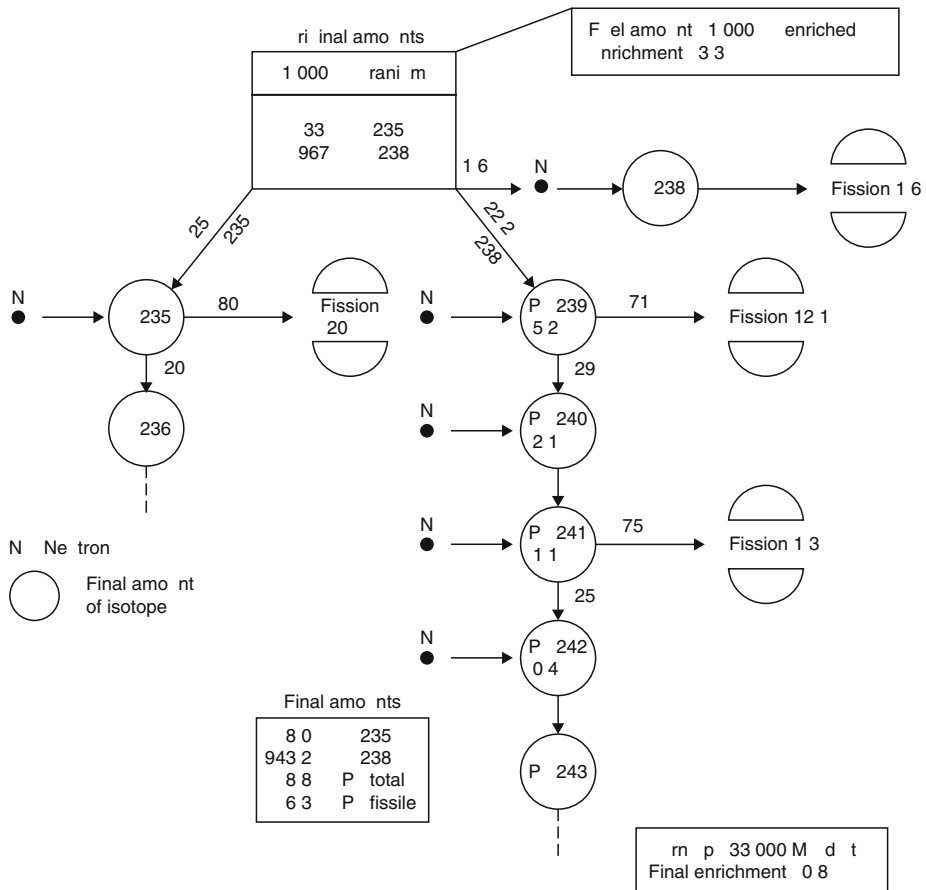 ri inal amo nts
1 000 rani m
33 235
967 238
F el amo nt 1 000 enriched
nrichment 3 3
1 6
N
238
Fission 1 6
25
235
22 2
238
N
235
80
Fission
20
20
236
N
P 239
5 2
71
Fission 12 1
29
N
P 240
2 1
N
P 241
1 1
75
Fission 1 3
25
N
P 242
0 4
P 243
N Ne tron
Final amo nt
of isotope
Final amo nts
8 0 235
943 2 238
8 8 P total
6 3 P fissile
rn p 33 000 M d t
Final enrichment 0 8